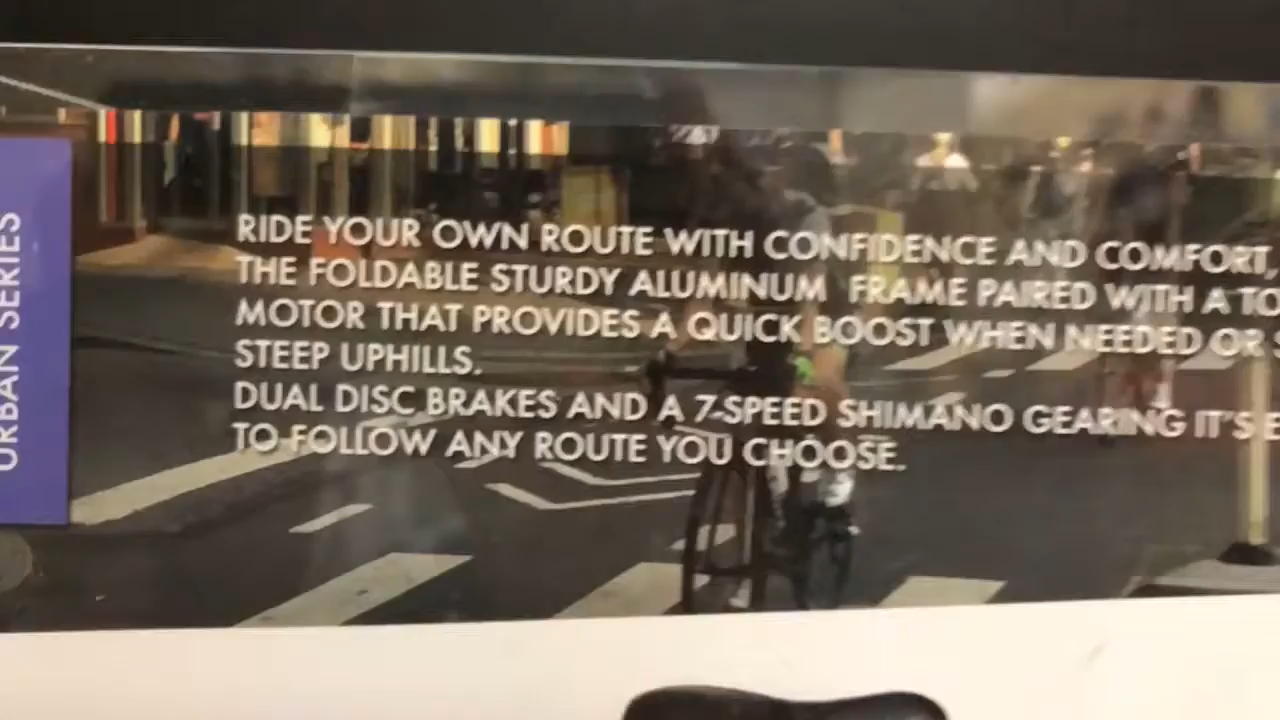 URBAN SERIES
RIDE YOUR OWN ROUTE WITH CONFIDENCE AND COMFORT,
THE FOLDABLE STURDY ALUMINUM FRAME PAIRED WITH A
MOTOR THAT PROVIDES A QUICK BOOST WHEN NEEDED OR
STEEP UPHILLS.
DUAL DISC BRAKES AND A 7-SPEED SHIMANO GEARING IT'S
TO FOLLOW ANY ROUTE YOU CHOOSE.